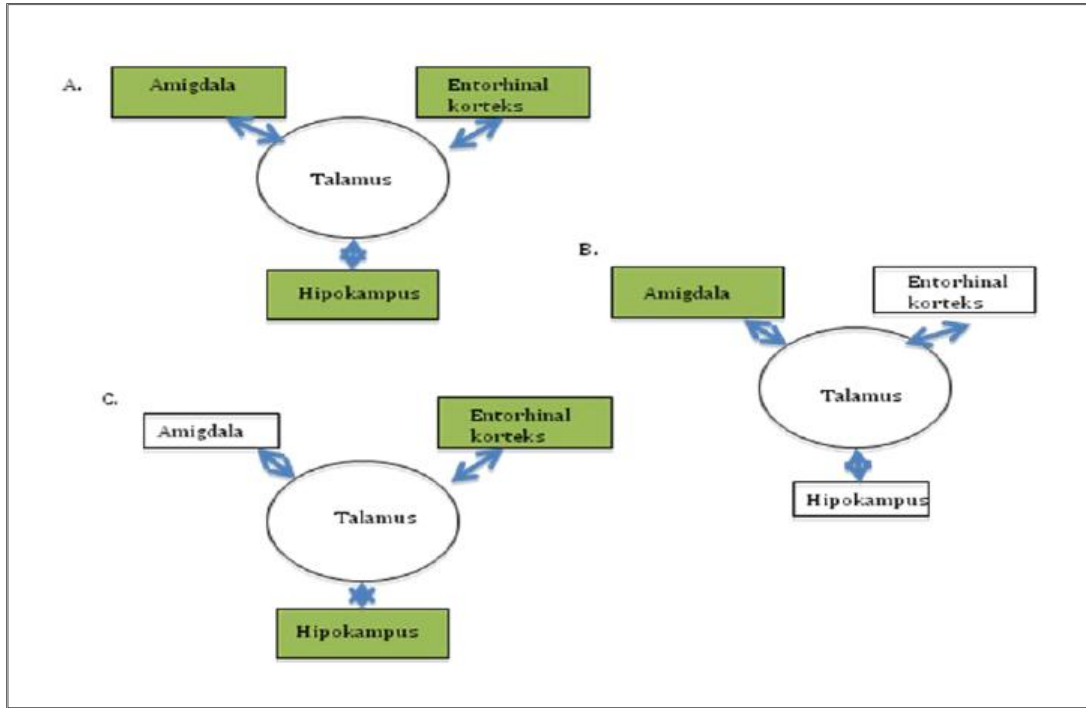 A.
Amigdala
Entorhinal
korteks
Talamus
Hipokampus
B.
Amigdala
Entorhinal
korteks
Talamus
Hipokampus
C.
Amigdala
Entorhinal
korteks
Talamus
Hipokampus